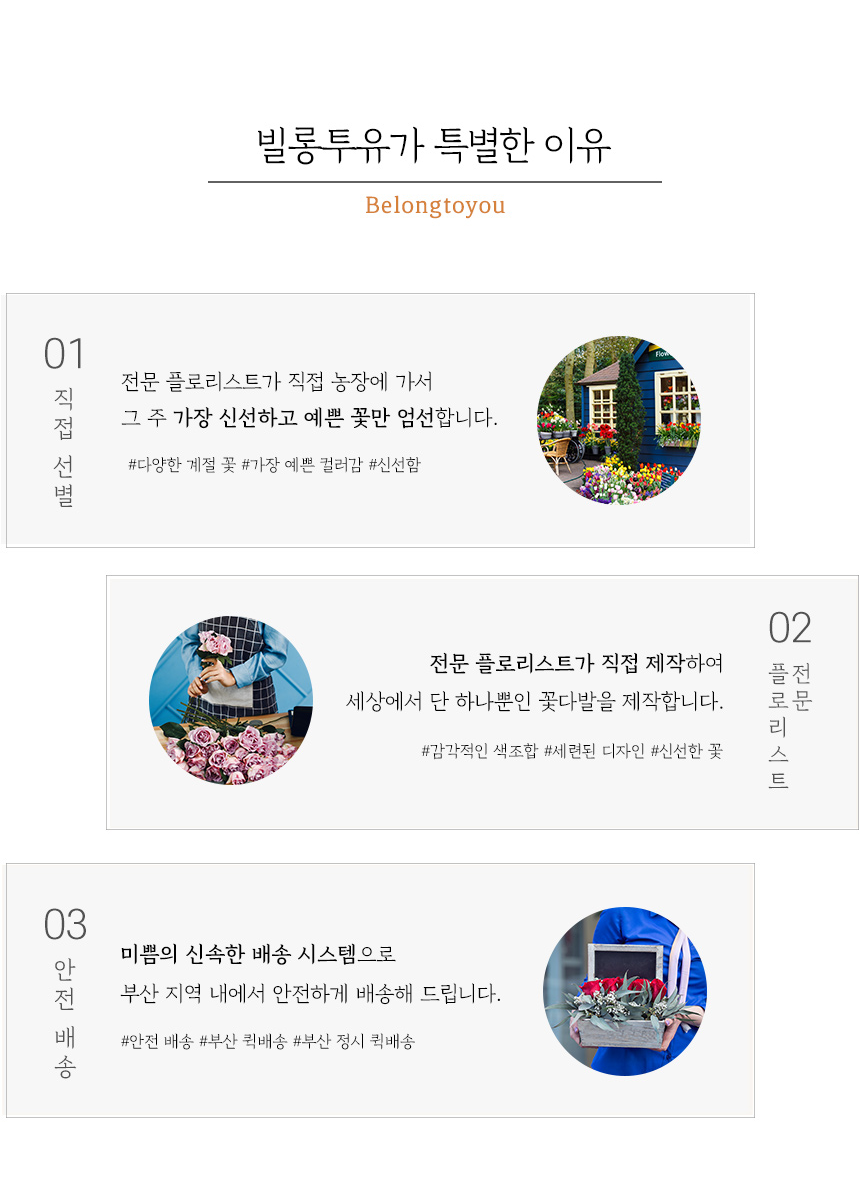 빌롱투유가 특별한 이유
Belongtoyou
01
직접 선별
전문 플로리스트가 직접 농장에 가서
그 주 가장 신선하고 예쁜 꽃만 엄선합니다.
#다양한 계절 꽃 #가장 예쁜 컬러감 #신선함
Flow
02
전문
플로리스트
전문 플로리스트가 직접 제작하여
세상에서 단 하나뿐인 꽃다발을 제작합니다.
#감각적인 색조합 #세련된 디자인 #신선한 꽃
03
안전 배송
미쁨의 신속한 배송 시스템으로
부산 지역 내에서 안전하게 배송해 드립니다.
#안전 배송 #부산 퀵배송 #부산 정시 퀵배송